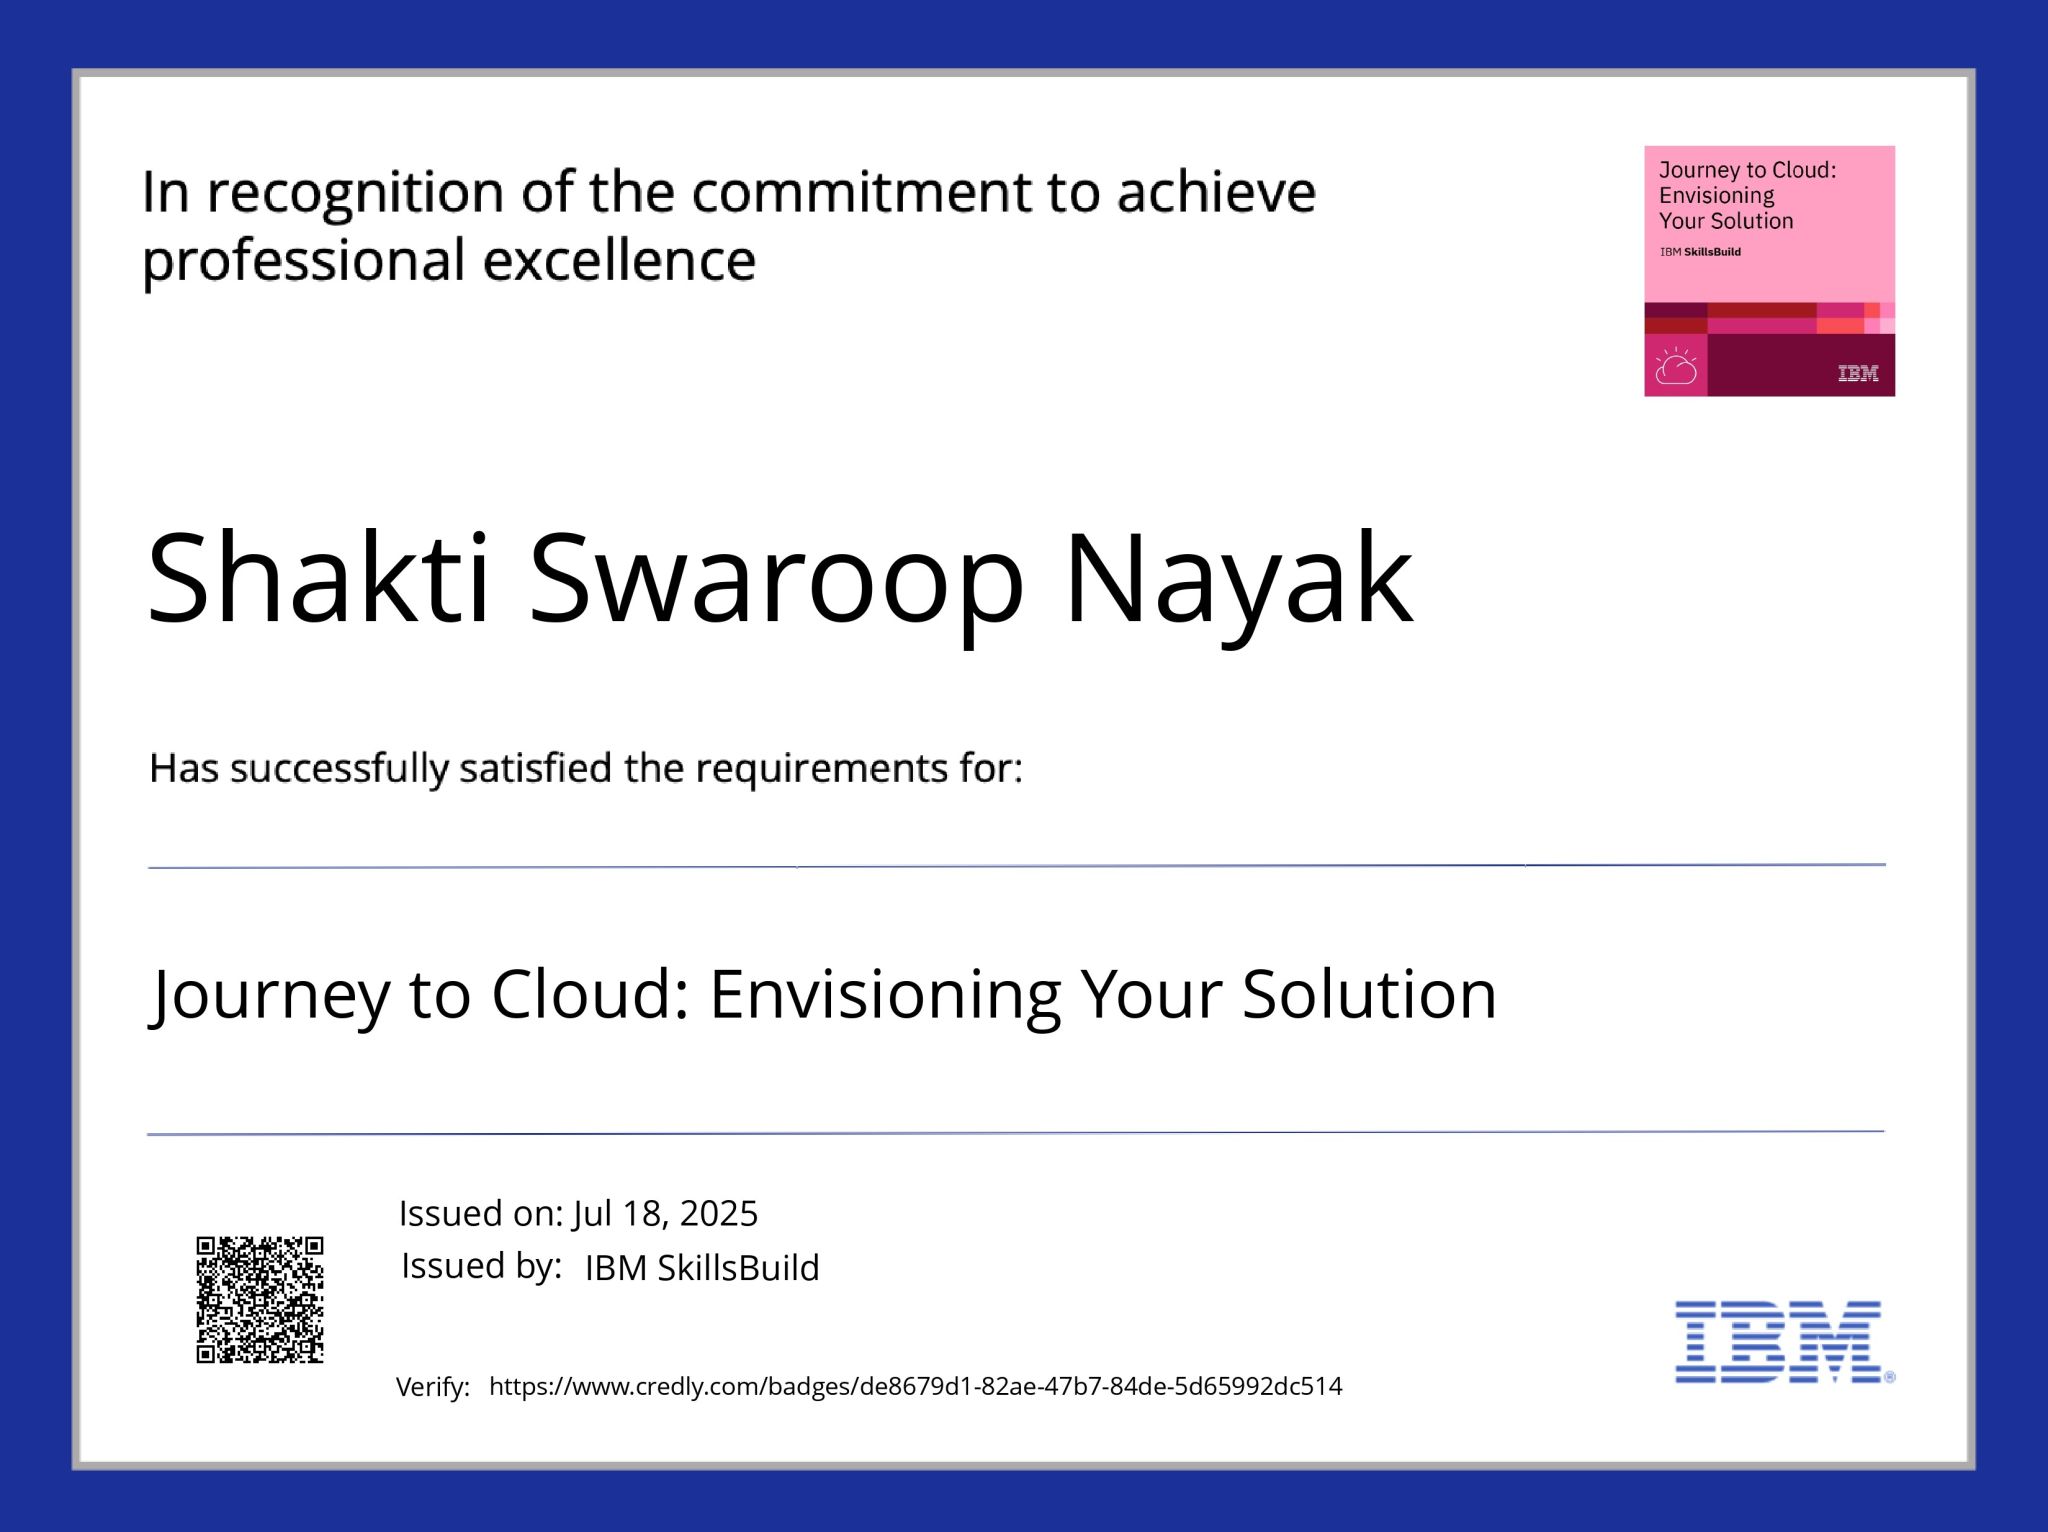 In recognition of the commitment to achieve
professional excellence
Journey to Cloud:
Envisioning
Your Solution
IBM SkillsBuild
IBM
Shakti Swaroop Nayak
Has successfully satisfied the requirements for:
Journey to Cloud: Envisioning Your Solution
Issued on: Jul 18, 2025
Issued by: IBM SkillsBuild
Verify: https://www.credly.com/badges/de8679d1-82ae-47b7-84de-5d65992dc514
IBM®